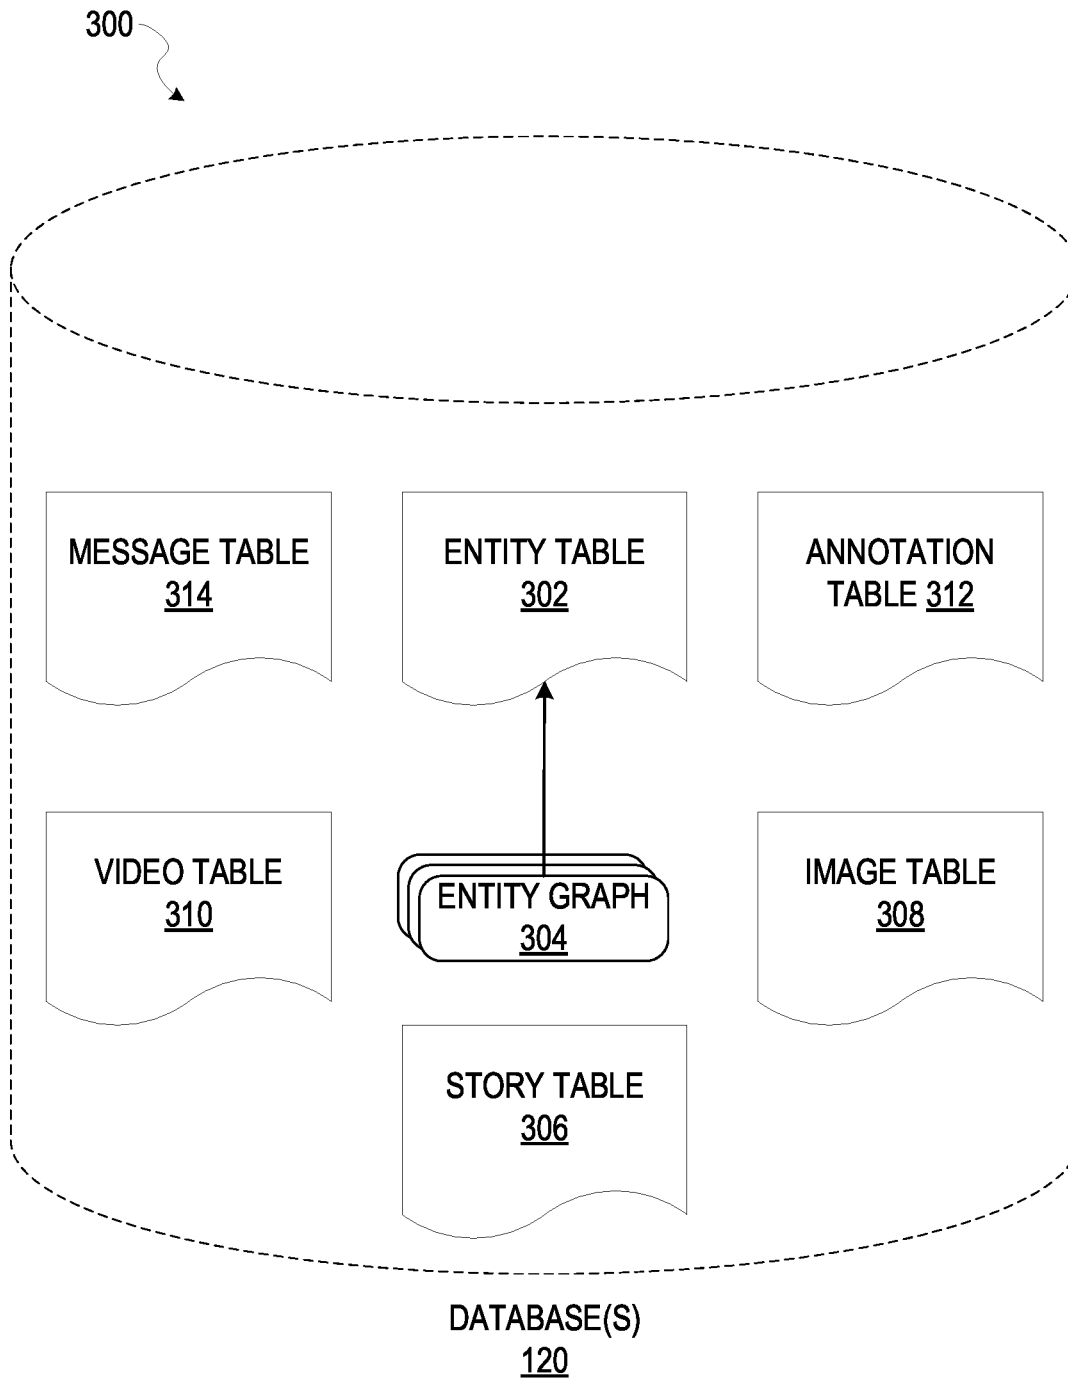 300
MESSAGE TABLE
314
ENTITY TABLE
302
ANNOTATION
TABLE 312
VIDEO TABLE
310
ENTITY GRAPH
304
IMAGE TABLE
308
STORY TABLE
306
DATABASE(S)
120